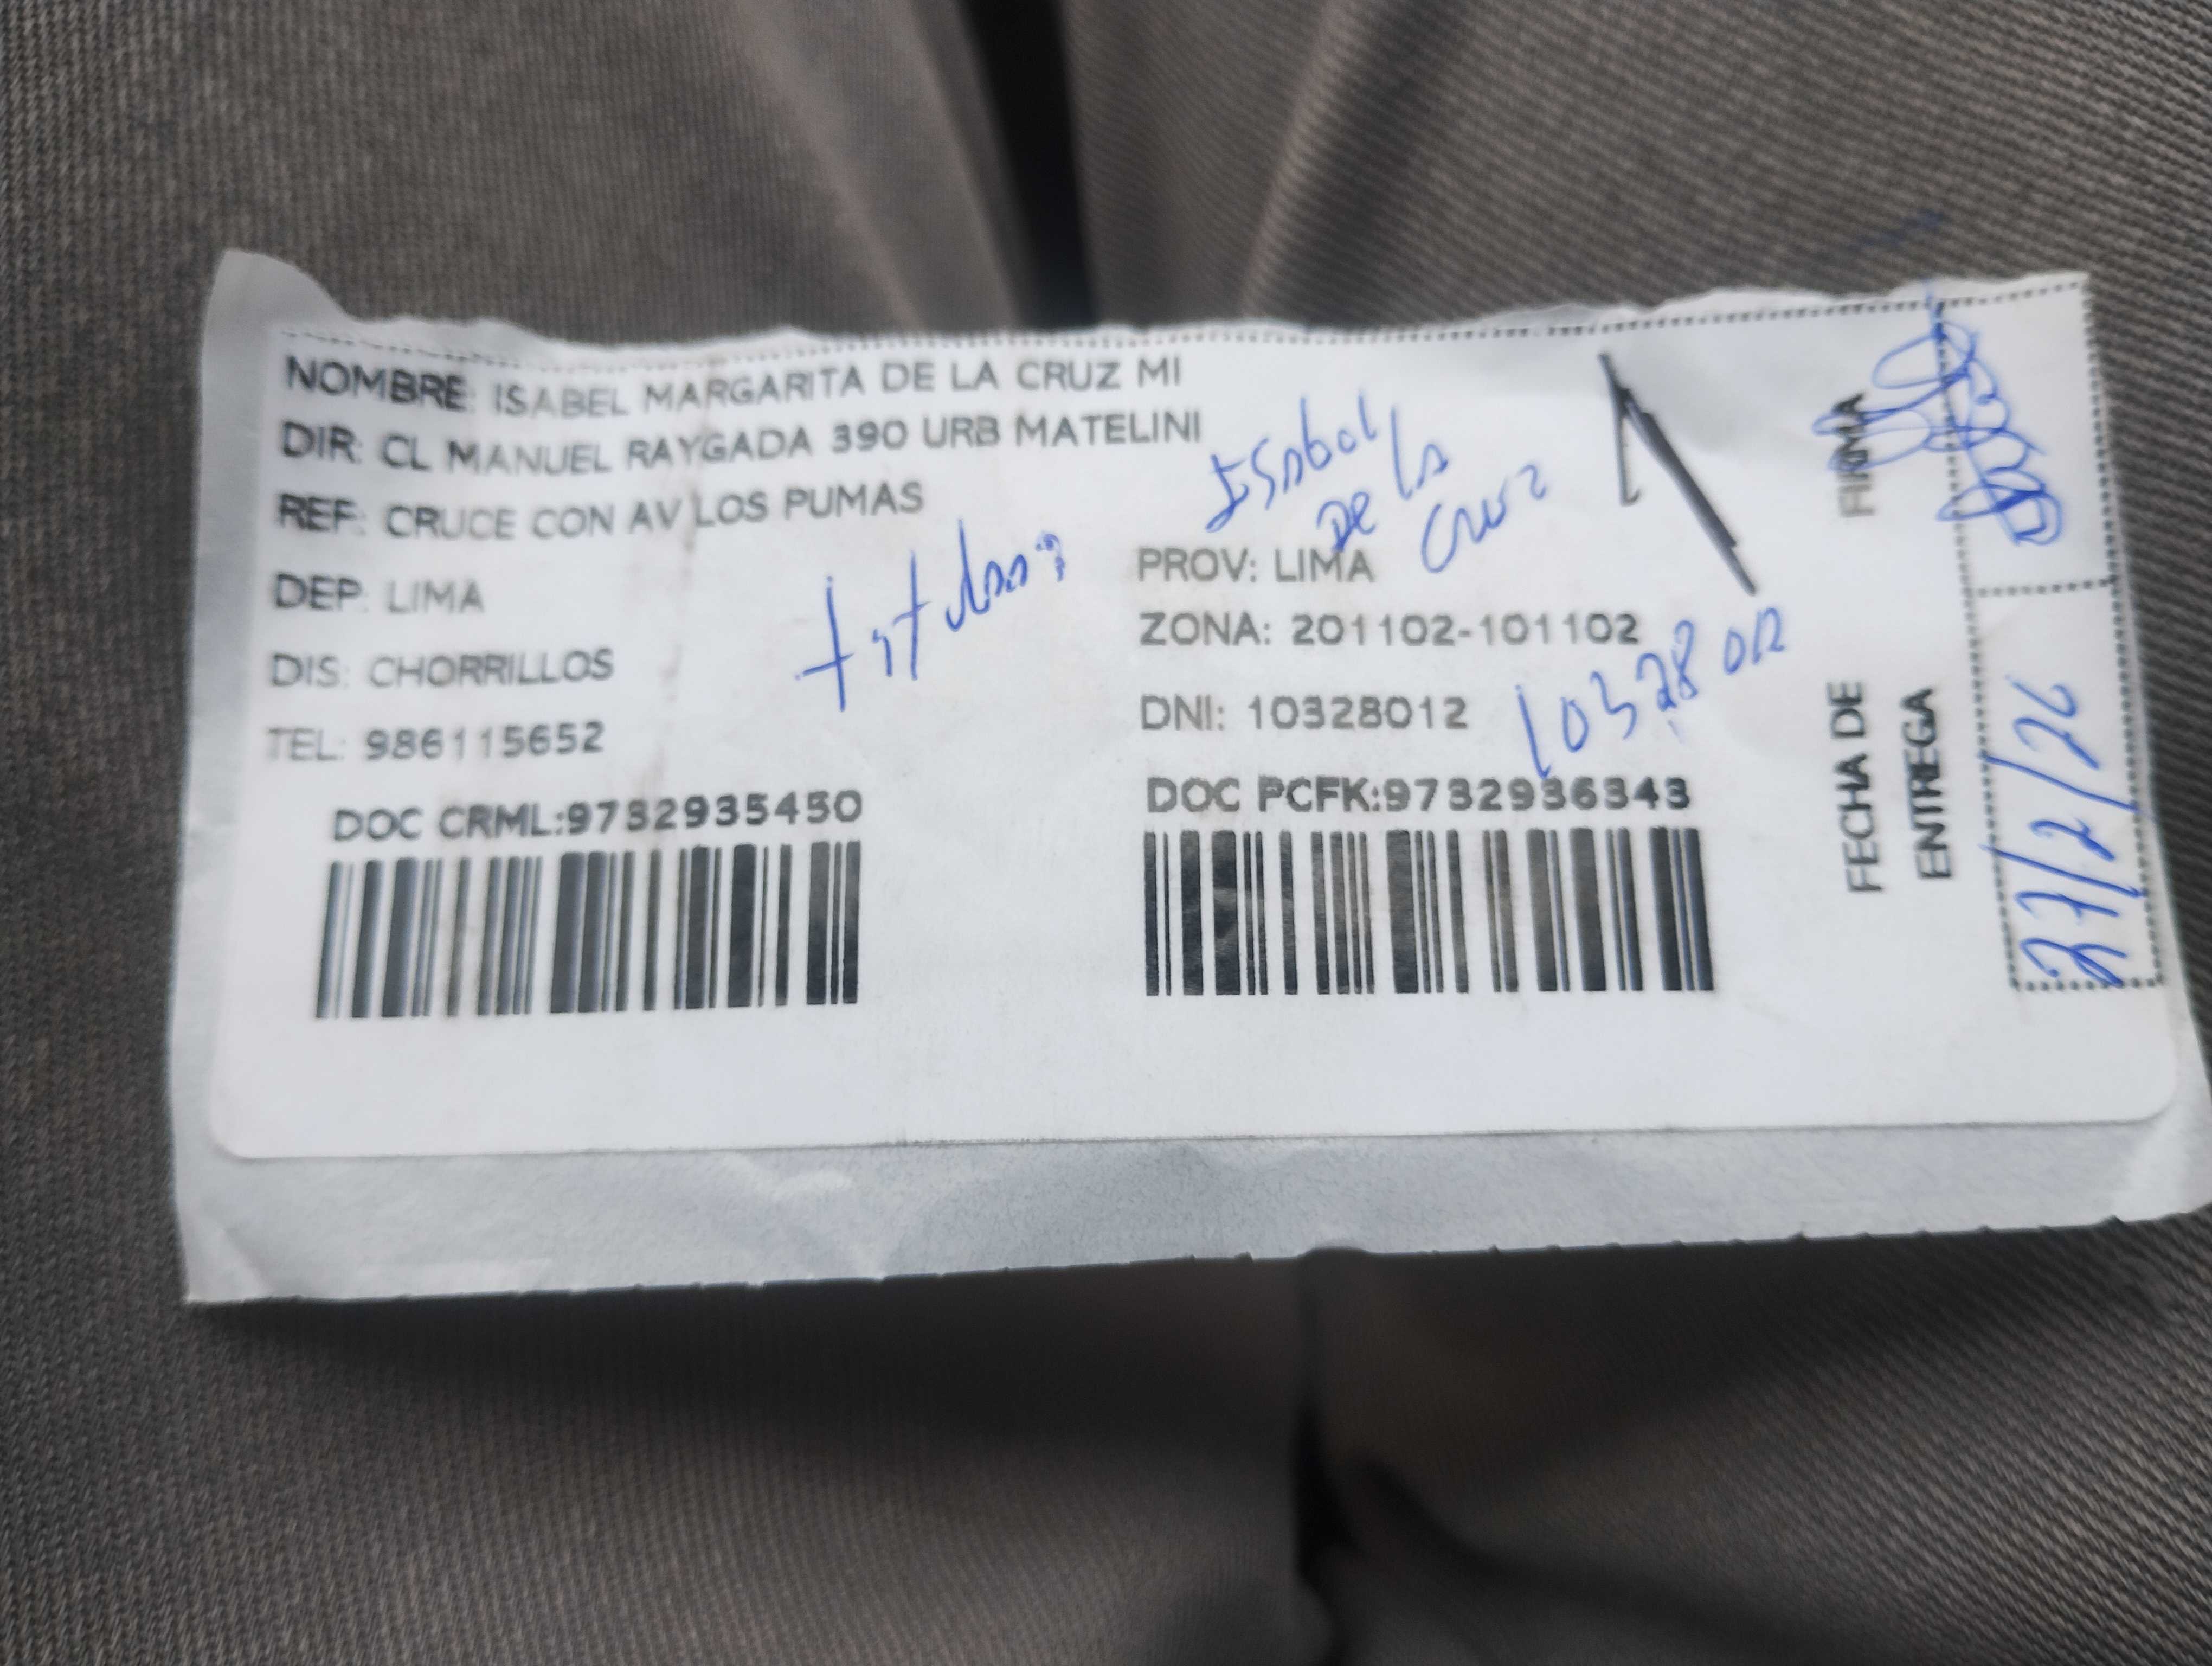 NOMBRE: ISABEL MARGARITA DE LA CRUZ MI
DIR: CL MANUEL RAYGADA 390 URB MATELINI
REF: CRUCE CON AV LOS PUMAS
Isabel
De la
Cruz
DEP: LIMA
PROV: LIMA
DIS: CHORRILLOS
ZONA: 201102-101102
TEL: 986115652
DNI: 10328012
10328012
DOC CRML:9732935450
DOC PCFK:9732936343
FIRMA
FECHA DE
ENTREGA